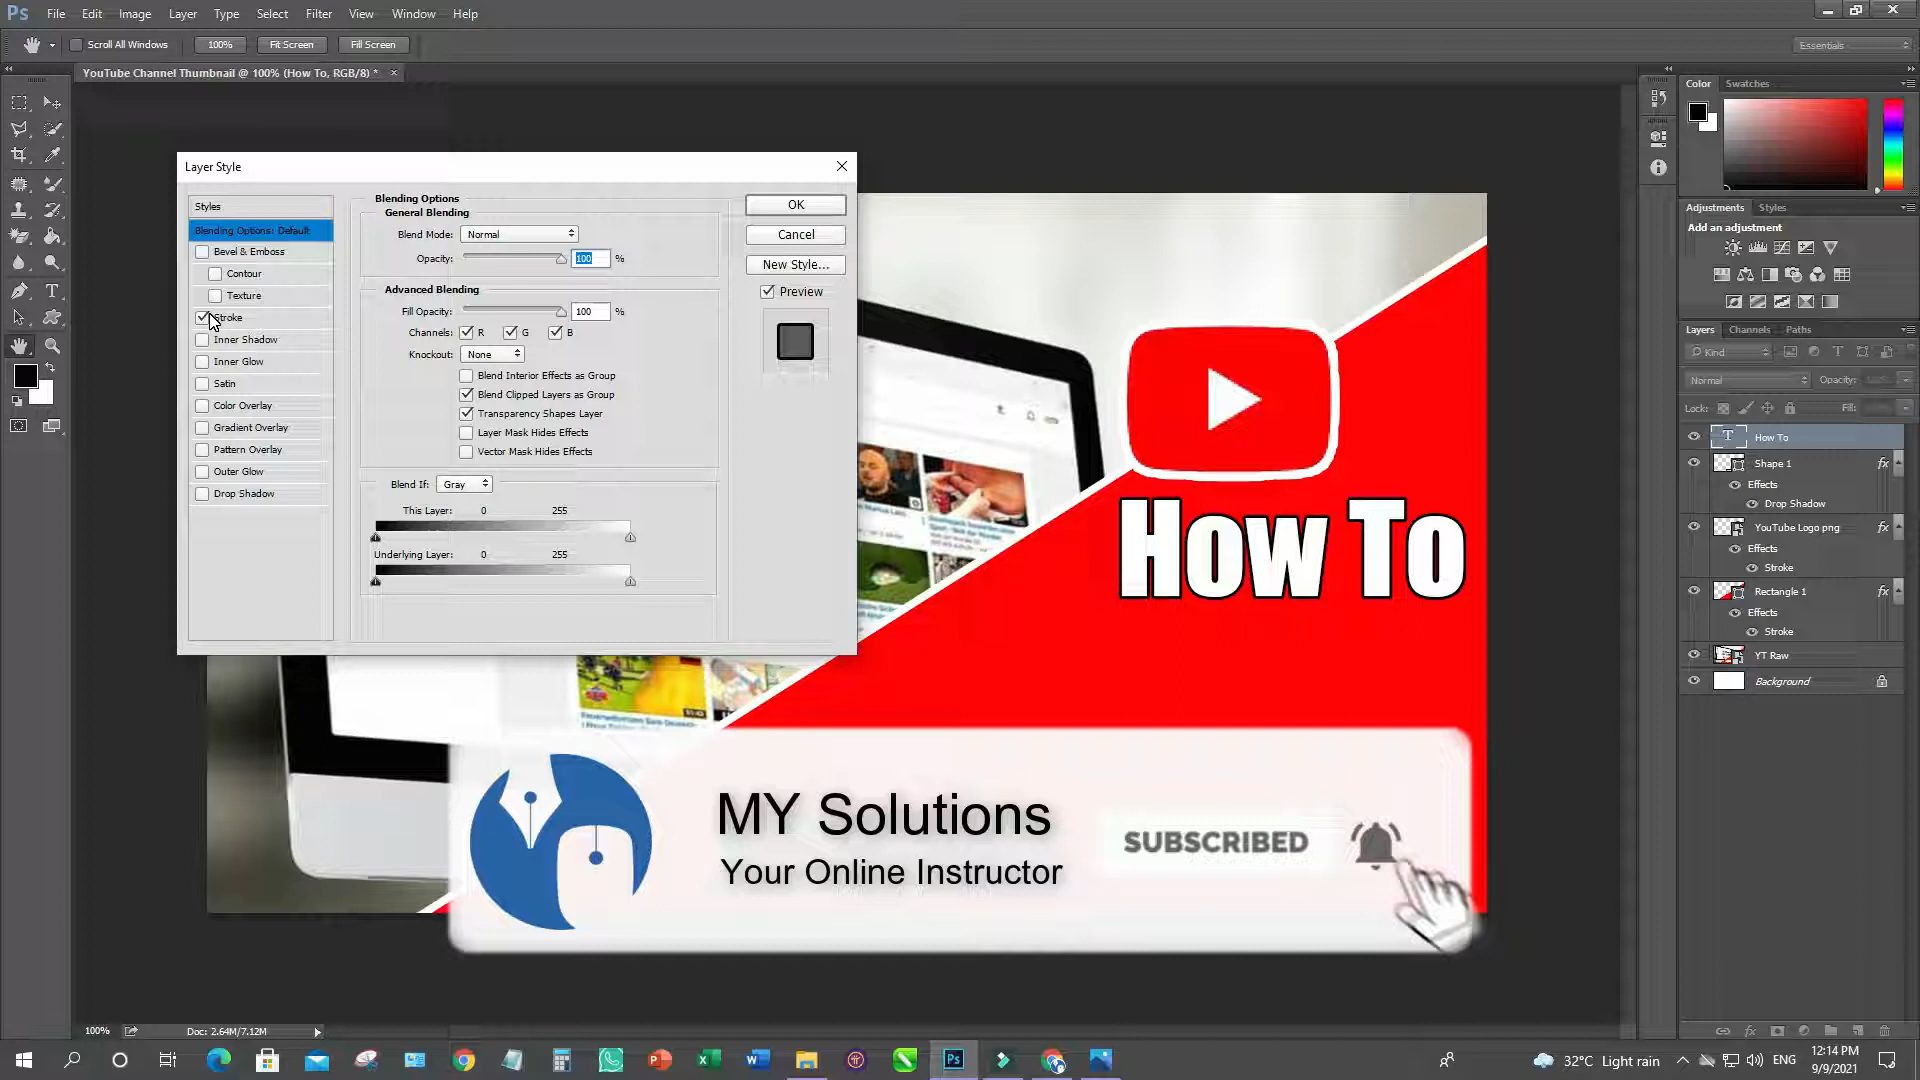 Ps File Edit Image Layer Type Select Filter View Window Help
Scroll All Windows 100% Fit Screen Fill Screen Essentials
YouTube Channel Thumbnail @ 100% (How To, RGB/8) * ×
Layer Style
Styles
Blending Options: Default
Bevel & Emboss
Contour
Texture
Stroke
Inner Shadow
Inner Glow
Satin
Color Overlay
Gradient Overlay
Pattern Overlay
Outer Glow
Drop Shadow
Blending Options
General Blending
Blend Mode: Normal
Opacity: 100 %
Advanced Blending
Fill Opacity: 100 %
Channels: R G B
Knockout: None
Blend Interior Effects as Group
Blend Clipped Layers as Group
Transparency Shapes Layer
Layer Mask Hides Effects
Vector Mask Hides Effects
Blend If: Gray
This Layer: 0 255
Underlying Layer: 0 255
OK
Cancel
New Style...
Preview
How To
MY Solutions
Your Online Instructor
SUBSCRIBED
Color Swatches
Adjustments Styles
Add an adjustment
Layers Channels Paths
Kind
Normal Opacity:
Lock: Fill:
T How To
Shape 1 fx
Effects
Drop Shadow
YouTube Logo png fx
Effects
Stroke
Rectangle 1 fx
Effects
Stroke
YT Raw
Background
100% Doc: 2.64M/7.12M
32°C Light rain ENG 12:14 PM
9/9/2021